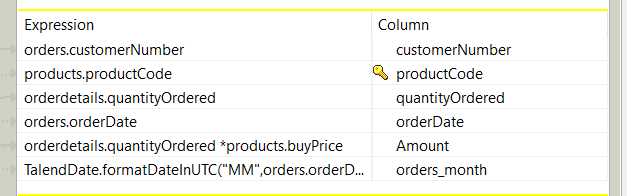 Expression Column
orders.customerNumber customerNumber
products.productCode productCode
orderdetails.quantityOrdered quantityOrdered
orders.orderDate orderDate
orderdetails.quantityOrdered *products.buyPrice Amount
TalendDate.formatDateInUTC("MM",orders.orderD... orders_month